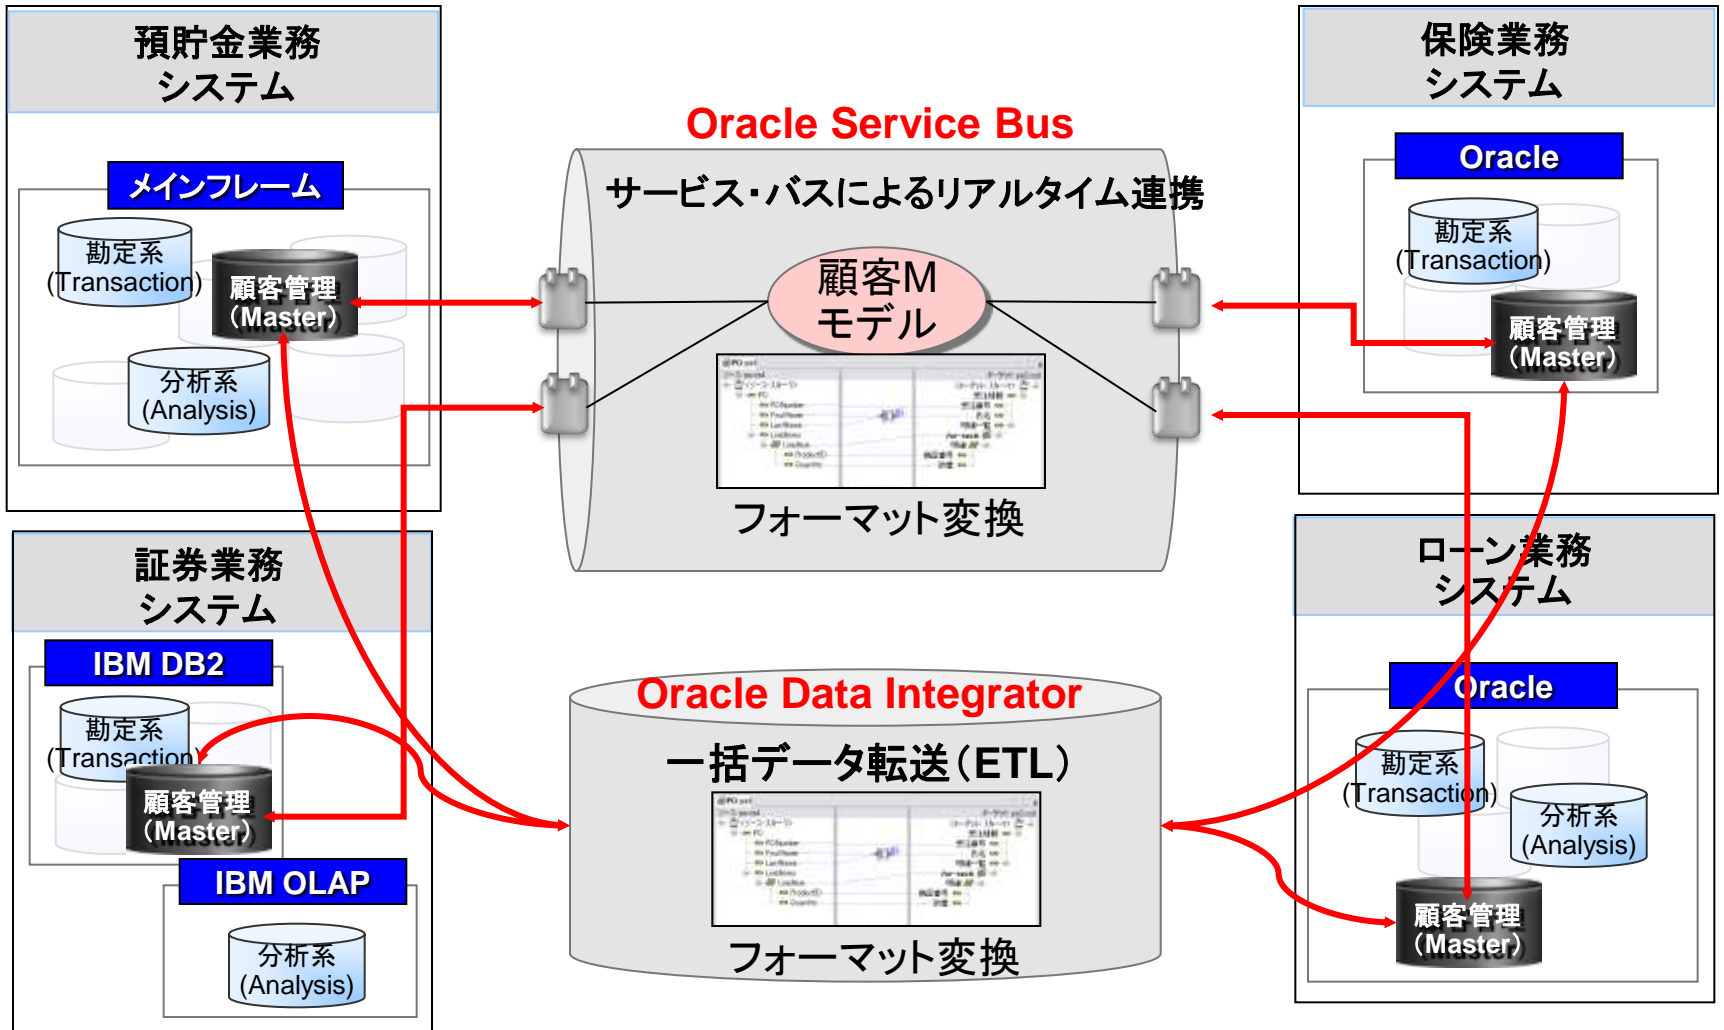 預貯金業務
システム
メインフレーム
勘定系
(Transaction)
顧客管理
(Master)
分析系
(Analysis)
証券業務
システム
IBM DB2
勘定系
(Transaction)
顧客管理
(Master)
IBM OLAP
分析系
(Analysis)
Oracle Service Bus
サービス・バスによるリアルタイム連携
顧客M
モデル
フォーマット変換
Oracle Data Integrator
一括データ転送(ETL)
フォーマット変換
保険業務
システム
Oracle
勘定系
(Transaction)
顧客管理
(Master)
ローン業務
システム
Oracle
勘定系
(Transaction)
分析系
(Analysis)
顧客管理
(Master)